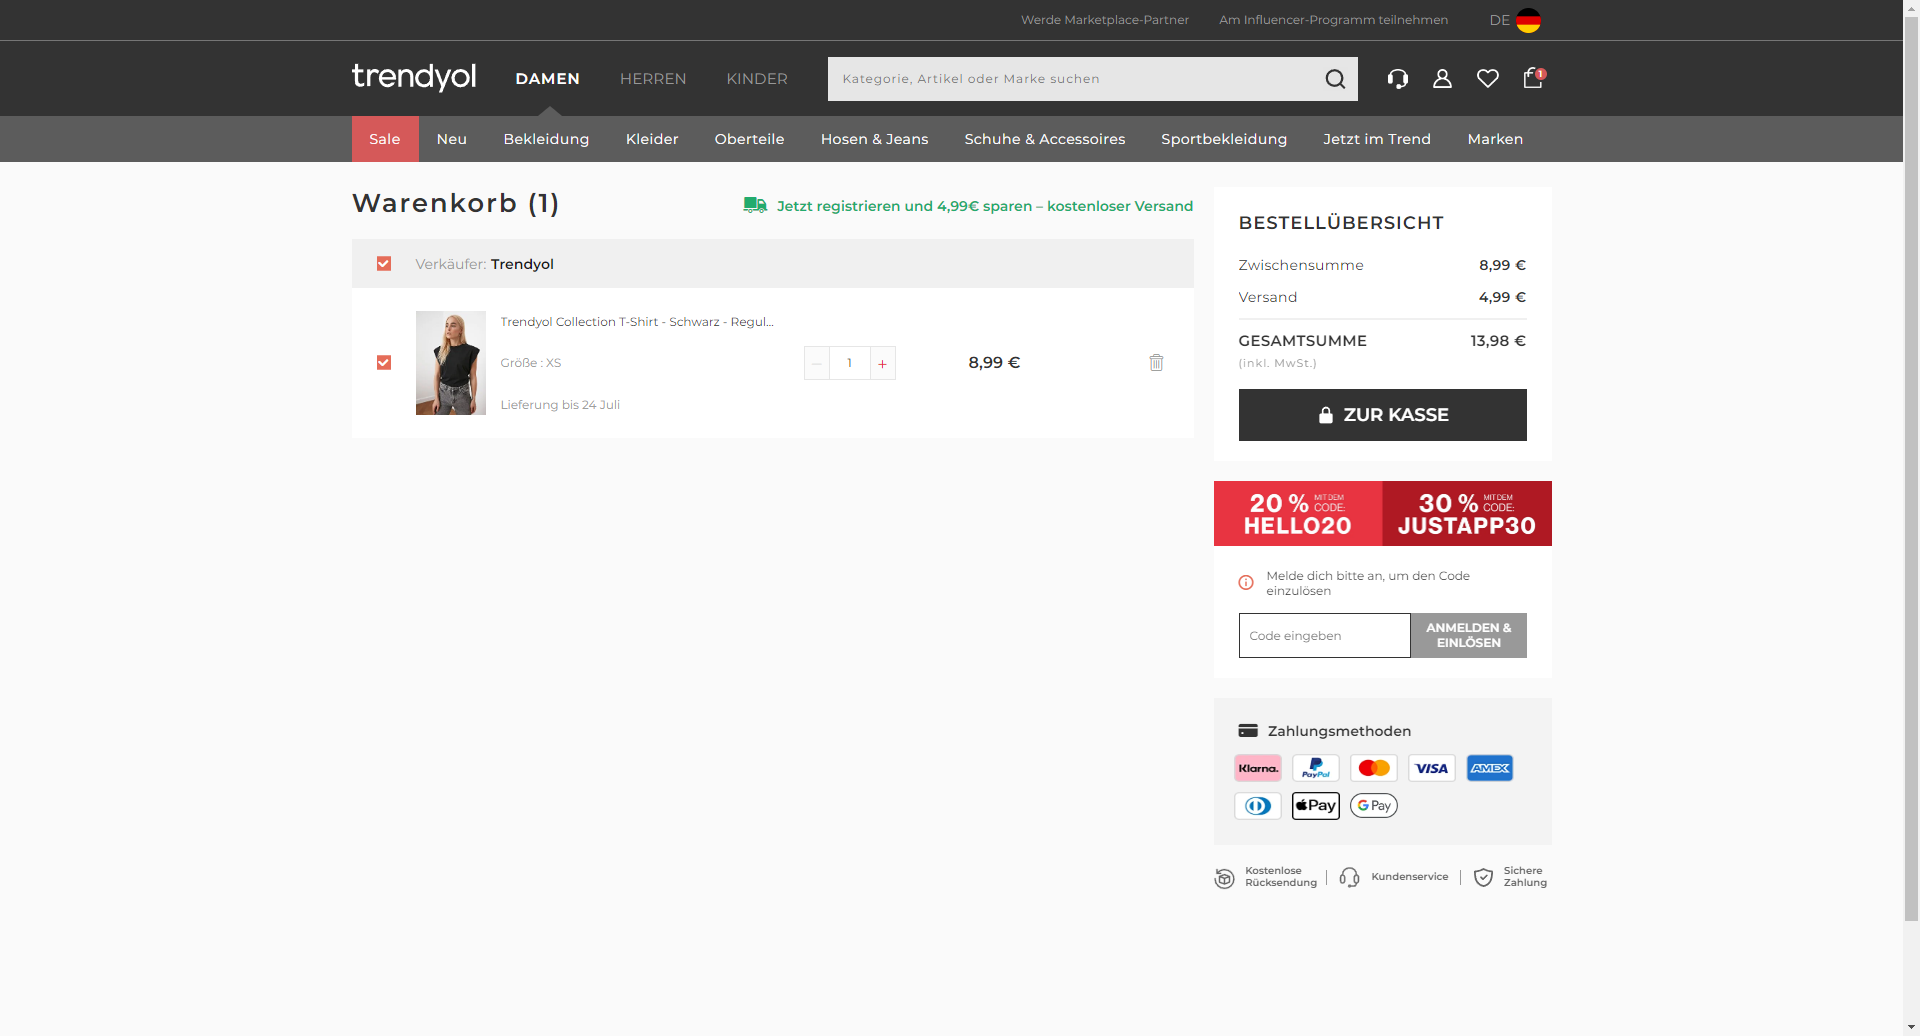 Werde Marketplace-Partner
Am Influencer-Programm teilnehmen
DE
trendyol
DAMEN
HERREN
KINDER
Kategorie, Artikel oder Marke suchen
1
Sale
Neu
Bekleidung
Kleider
Oberteile
Hosen & Jeans
Schuhe & Accessoires
Sportbekleidung
Jetzt im Trend
Marken
Warenkorb (1)
Jetzt registrieren und 4,99€ sparen – kostenloser Versand
Verkäufer: Trendyol
Trendyol Collection T-Shirt - Schwarz - Regul...
Größe : XS
Lieferung bis 24 Juli
− 1 +
8,99 €
BESTELLÜBERSICHT
Zwischensumme 8,99 €
Versand 4,99 €
GESAMTSUMME 13,98 €
(inkl. MwSt.)
ZUR KASSE
20 % MIT DEM CODE:
HELLO20
30 % MIT DEM CODE:
JUSTAPP30
Melde dich bitte an, um den Code
einzulösen
Code eingeben
ANMELDEN &
EINLÖSEN
Zahlungsmethoden
Klarna.
PayPal
VISA
AMEX
Pay
G Pay
Kostenlose
Rücksendung
Kundenservice
Sichere
Zahlung